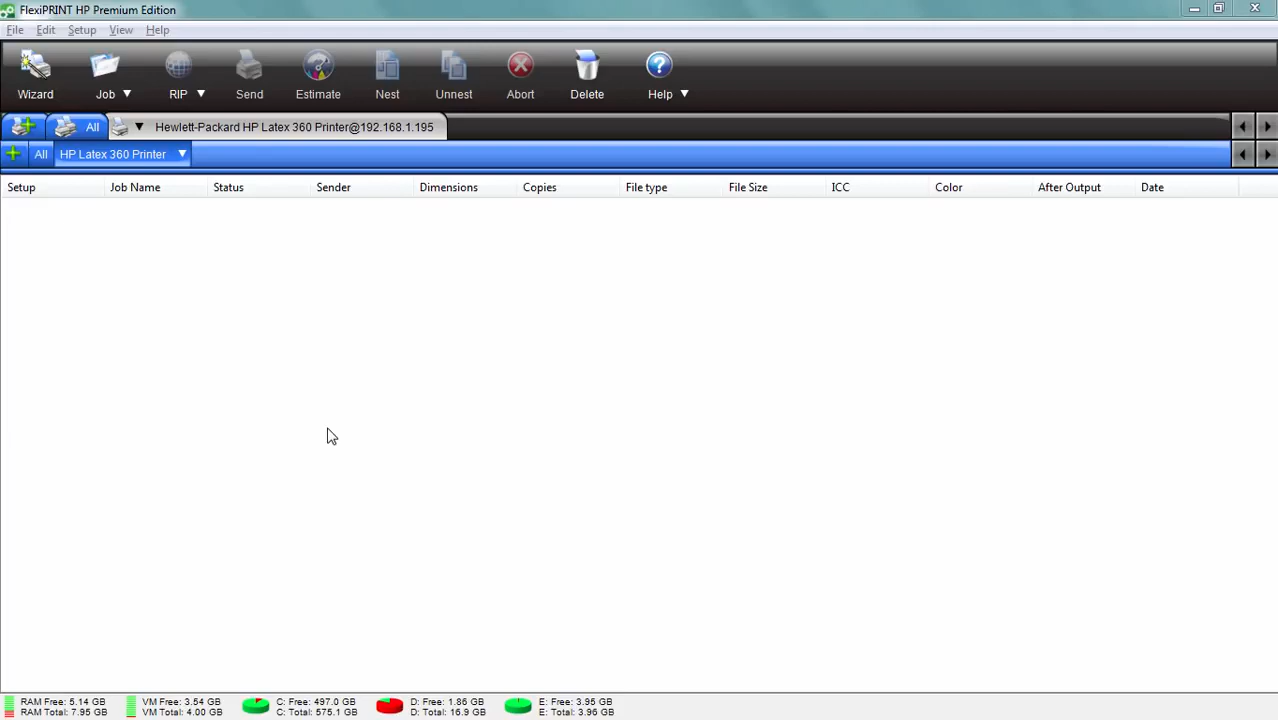 FlexiPRINT HP Premium Edition
File Edit Setup View Help
Wizard Job RIP Send Estimate Nest Unnest Abort Delete Help
All Hewlett-Packard HP Latex 360 Printer@192.168.1.195
All HP Latex 360 Printer
Setup Job Name Status Sender Dimensions Copies File type File Size ICC Color After Output Date
RAM Free: 5.14 GB VM Free: 3.54 GB C: Free: 497.0 GB D: Free: 1.86 GB E: Free: 3.95 GB
RAM Total: 7.95 GB VM Total: 4.00 GB C: Total: 575.1 GB D: Total: 16.9 GB E: Total: 3.96 GB